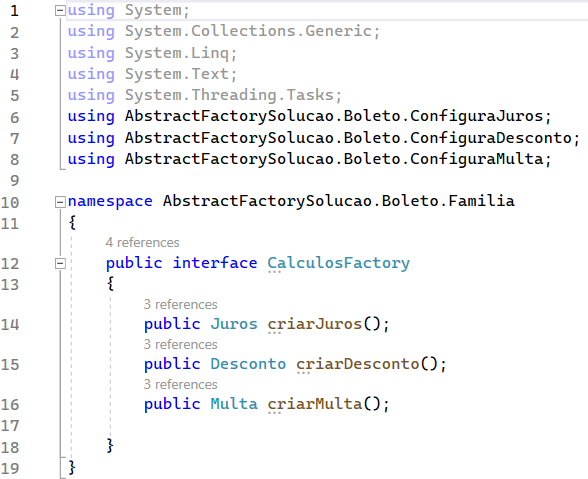 1 using System;
2 using System.Collections.Generic;
3 using System.Linq;
4 using System.Text;
5 using System.Threading.Tasks;
6 using AbstractFactorySolucao.Boleto.ConfiguraJuros;
7 using AbstractFactorySolucao.Boleto.ConfiguraDesconto;
8 using AbstractFactorySolucao.Boleto.ConfiguraMulta;
9
10 namespace AbstractFactorySolucao.Boleto.Familia
11 {
4 references
12 public interface CalculosFactory
13 {
3 references
14 public Juros criarJuros();
3 references
15 public Desconto criarDesconto();
3 references
16 public Multa criarMulta();
17
18 }
19 }